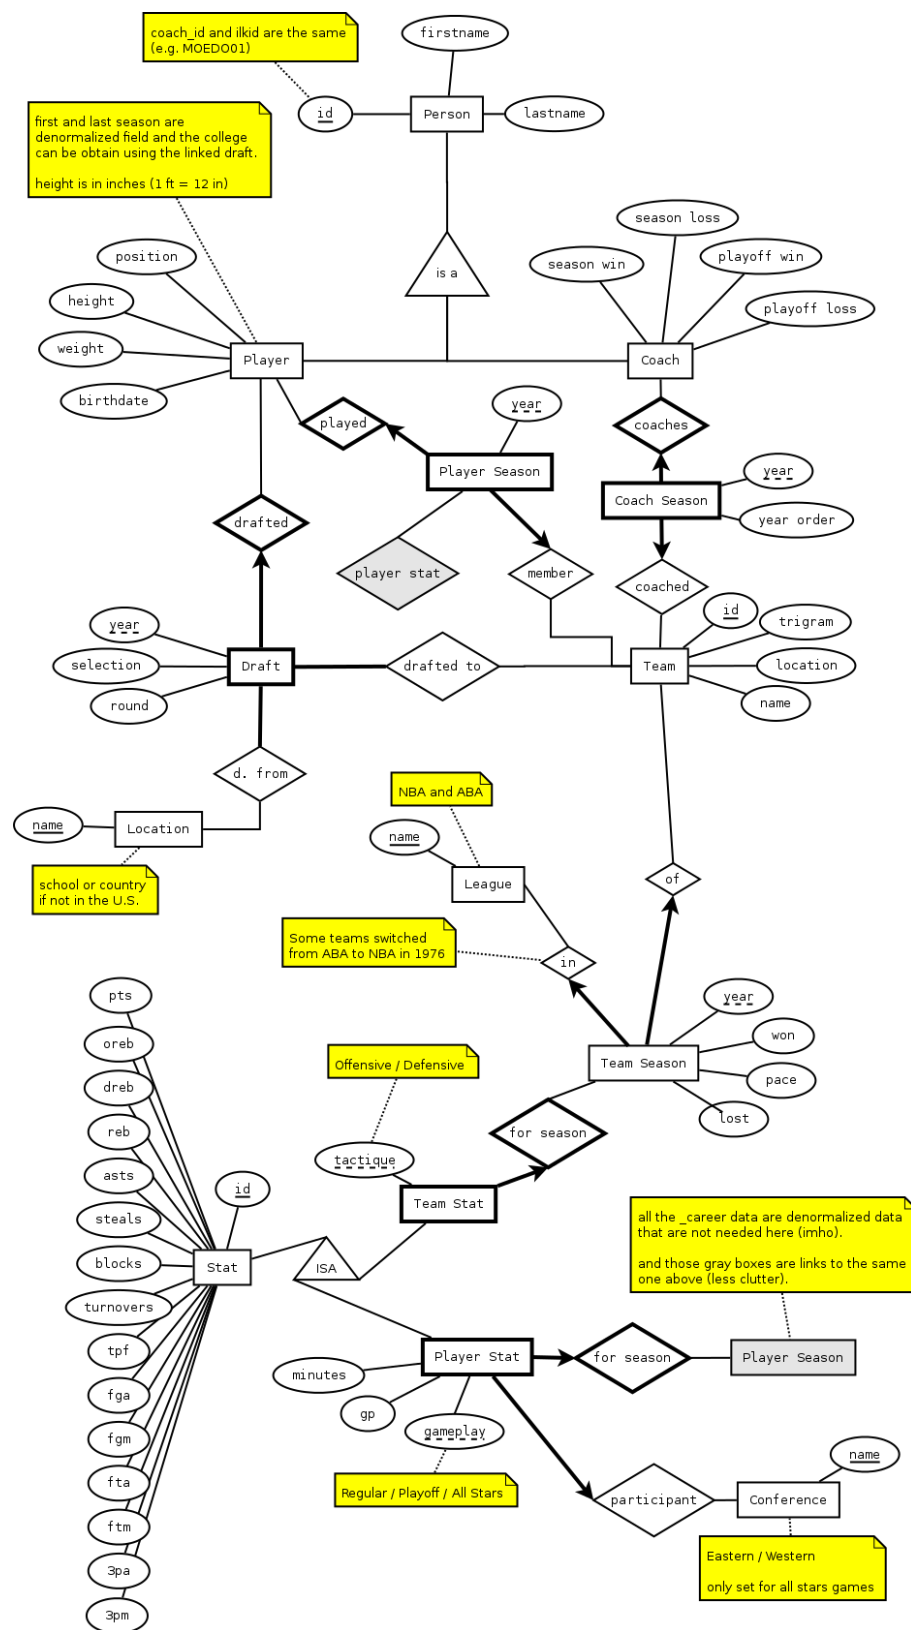 coach_id and ilkid are the same
(e.g. MOEDO01)
firstname
id
Person
lastname
first and last season are
denormalized field and the college
can be obtain using the linked draft.
height is in inches (1 ft = 12 in)
is a
season loss
season win
playoff win
playoff loss
position
height
weight
birthdate
Player
Coach
played
year
coaches
Player Season
year
Coach Season
year order
drafted
player stat
member
coached
year
selection
round
Draft
drafted to
Team
id
trigram
location
name
d. from
name
Location
school or country
if not in the U.S.
NBA and ABA
name
League
of
Some teams switched
from ABA to NBA in 1976
in
year
won
Team Season
pace
lost
Offensive / Defensive
for season
tactique
Team Stat
pts
oreb
dreb
reb
asts
steals
blocks
turnovers
tpf
fga
fgm
fta
ftm
3pa
3pm
id
Stat
ISA
all the _career data are denormalized data
that are not needed here (imho).
and those gray boxes are links to the same
one above (less clutter).
Player Stat
for season
Player Season
minutes
gp
gameplay
Regular / Playoff / All Stars
participant
Conference
name
Eastern / Western
only set for all stars games